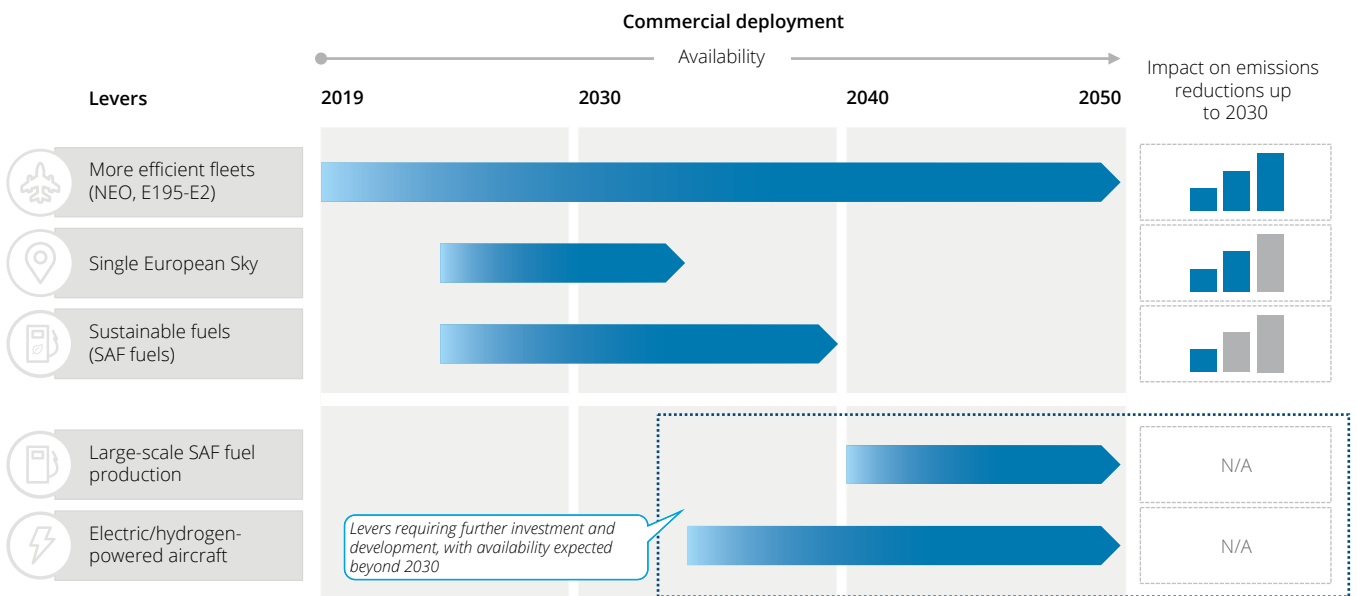 Commercial deployment
Availability
Impact on emissions
reductions up
to 2030
Levers
2019
2030
2040
2050
More efficient fleets
(NEO, E195-E2)
Single European Sky
Sustainable fuels
(SAF fuels)
Large-scale SAF fuel
production
N/A
Levers requiring further investment and
development, with availability expected
beyond 2030
Electric/hydrogen-
powered aircraft
N/A